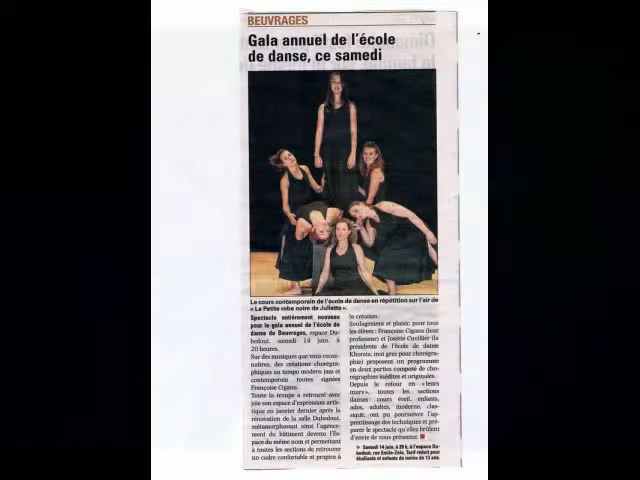 BEUVRAGES
Gala annuel de l'école
de danse, ce samedi
Le cours contemporain de l'école de danse en répétition sur l'air de
« La Petite robe noire de Juliette ».
Spectacle entièrement nouveau
pour le gala annuel de l'école de
danse de Beuvrages, espace Du-
bedout, samedi 14 juin, à
20 heures.
Sur des musiques que vous recon-
naîtrez, des créations chorégra-
phiques au tempo modern jazz et
contemporain toutes signées
Françoise Cigana.
Toute la troupe a retrouvé avec
joie son espace d'expression artis-
tique en janvier dernier après la
rénovation de la salle Dubedout,
métamorphosant ainsi l'agence-
ment du bâtiment devenu l'Es-
pace du même nom et permettant
à toutes les sections de retrouver
un cadre confortable et propice à
la création.
Soulagement et plaisir, pour tous
les élèves : Françoise Cigana (leur
professeur) et Josette Cuvillier (la
présidente de l'école de danse
Khoreia, mot grec pour chorégra-
phie) proposent un programme
en deux parties composé de cho-
régraphies inédites et originales.
Depuis le retour en « leurs
murs », toutes les sections
danses : cours éveil, enfants,
ados, adultes, moderne, clas-
sique, ont pu poursuivre l'ap-
prentissage des techniques et pré-
parer le spectacle qu'elles brûlent
d'envie de vous présenter.
Samedi 14 juin, à 20 h, à l'espace Du-
bedout, rue Emile-Zola. Tarif réduit pour
étudiants et enfants de moins de 12 ans.